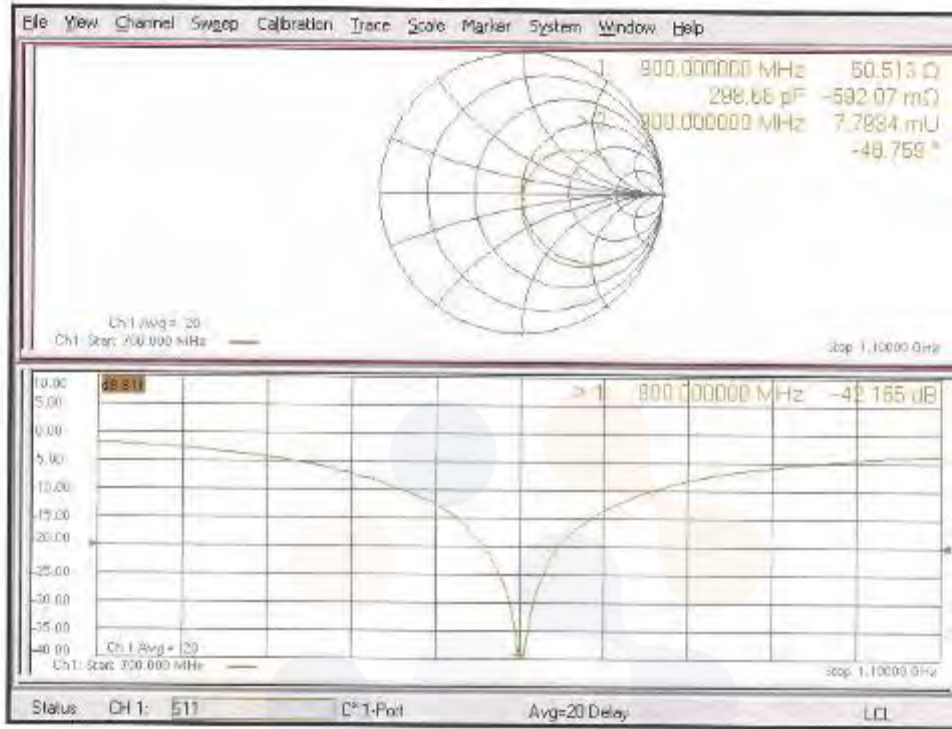 File View Channel Sweep Calibration Trace Scale Marker System Window Help
1 900.000000 MHz 50.513 Ω
298.66 pF -592.07 mΩ
900.000000 MHz 7.7934 mU
-48.759 °
Ch1 Avg = 20
Ch1: Start 700.000 MHz
Stop 1.10000 GHz
10.00
dB S11
> 1: 900.000000 MHz -42.165 dB
5.00
0.00
-5.00
-10.00
-15.00
-20.00
-25.00
-30.00
-35.00
-40.00
Ch 1 Avg = 20
Ch1: Start 700.000 MHz
Stop 1.10000 GHz
Status CH 1: S11 C* 1-Port Avg=20 Delay LCL